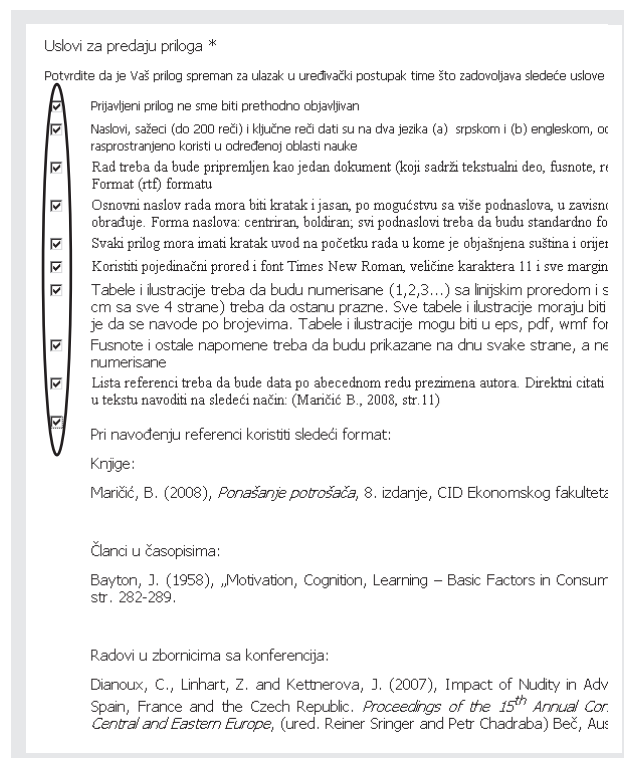 Uslovi za predaju priloga *
Potvrdite da je Vaš prilog spreman za ulazak u uređivački postupak time što zadovoljava sledeće uslove
Prijavljeni prilog ne sme biti prethodno objavljivan
Naslovi, sažeci (do 200 reči) i ključne reči dati su na dva jezika (a) srpskom i (b) engleskom,
rasprostranjeno koristi u određenoj oblasti nauke
Rad treba da bude pripremljen kao jedan dokument (koji sadrži tekstualni deo, fusnote,
Format (rtf) formatu
Osnovni naslov rada mora biti kratak i jasan, po mogućstvu sa više podnaslova, u
obrađuje. Forma naslova: centriran, boldiran; svi podnaslovi treba da budu standardno
Svaki prilog mora imati kratak uvod na početku rada u kome je objašnjena suština i
Koristiti pojedinačni prored i font Times New Roman, veličine karaktera 11 i sve
Tabele i ilustracije treba da budu numerisane (1,2,3...) sa linijskim proredom i
cm sa sve 4 strane) treba da ostanu prazne. Sve tabele i ilustracije moraju biti
je da se navode po brojevima. Tabele i ilustracije mogu biti u eps, pdf, wmf
Fusnote i ostale napomene treba da budu prikazane na dnu svake strane, a
numerisane
Lista referenci treba da bude data po abecednom redu prezimena autora. Direktni citati
u tekstu navoditi na sledeći način: (Maričić B., 2008, str.11)
Pri navođenju referenci koristiti sledeći format:
Knjige:
Maričić, B. (2008), Ponašanje potrošača, 8. izdanje, CID Ekonomskog fakulteta
Članci u časopisima:
Bayton, J. (1958), „Motivation, Cognition, Learning – Basic Factors in
str. 282-289.
Radovi u zbornicima sa konferencija:
Dianoux, C., Linhart, Z. and Kettnerova, J. (2007), Impact of Nudity in
Spain, France and the Czech Republic. Proceedings of the 15th Annual
Central and Eastern Europe, (ured. Reiner Sringer and Petr Chadraba) Beč,